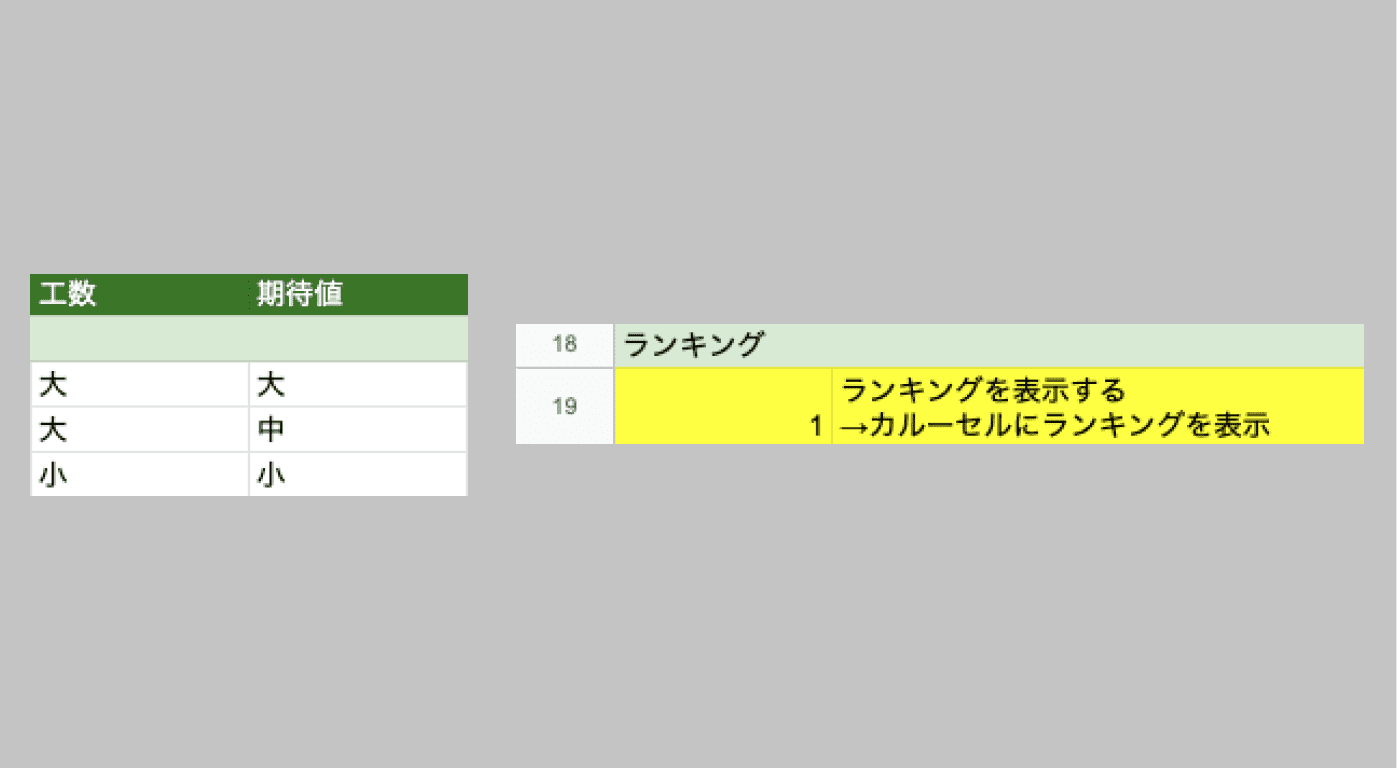 工数 期待値
大 大
大 中
小 小
18 ランキング
19 1 ランキングを表示する
→カルーセルにランキングを表示